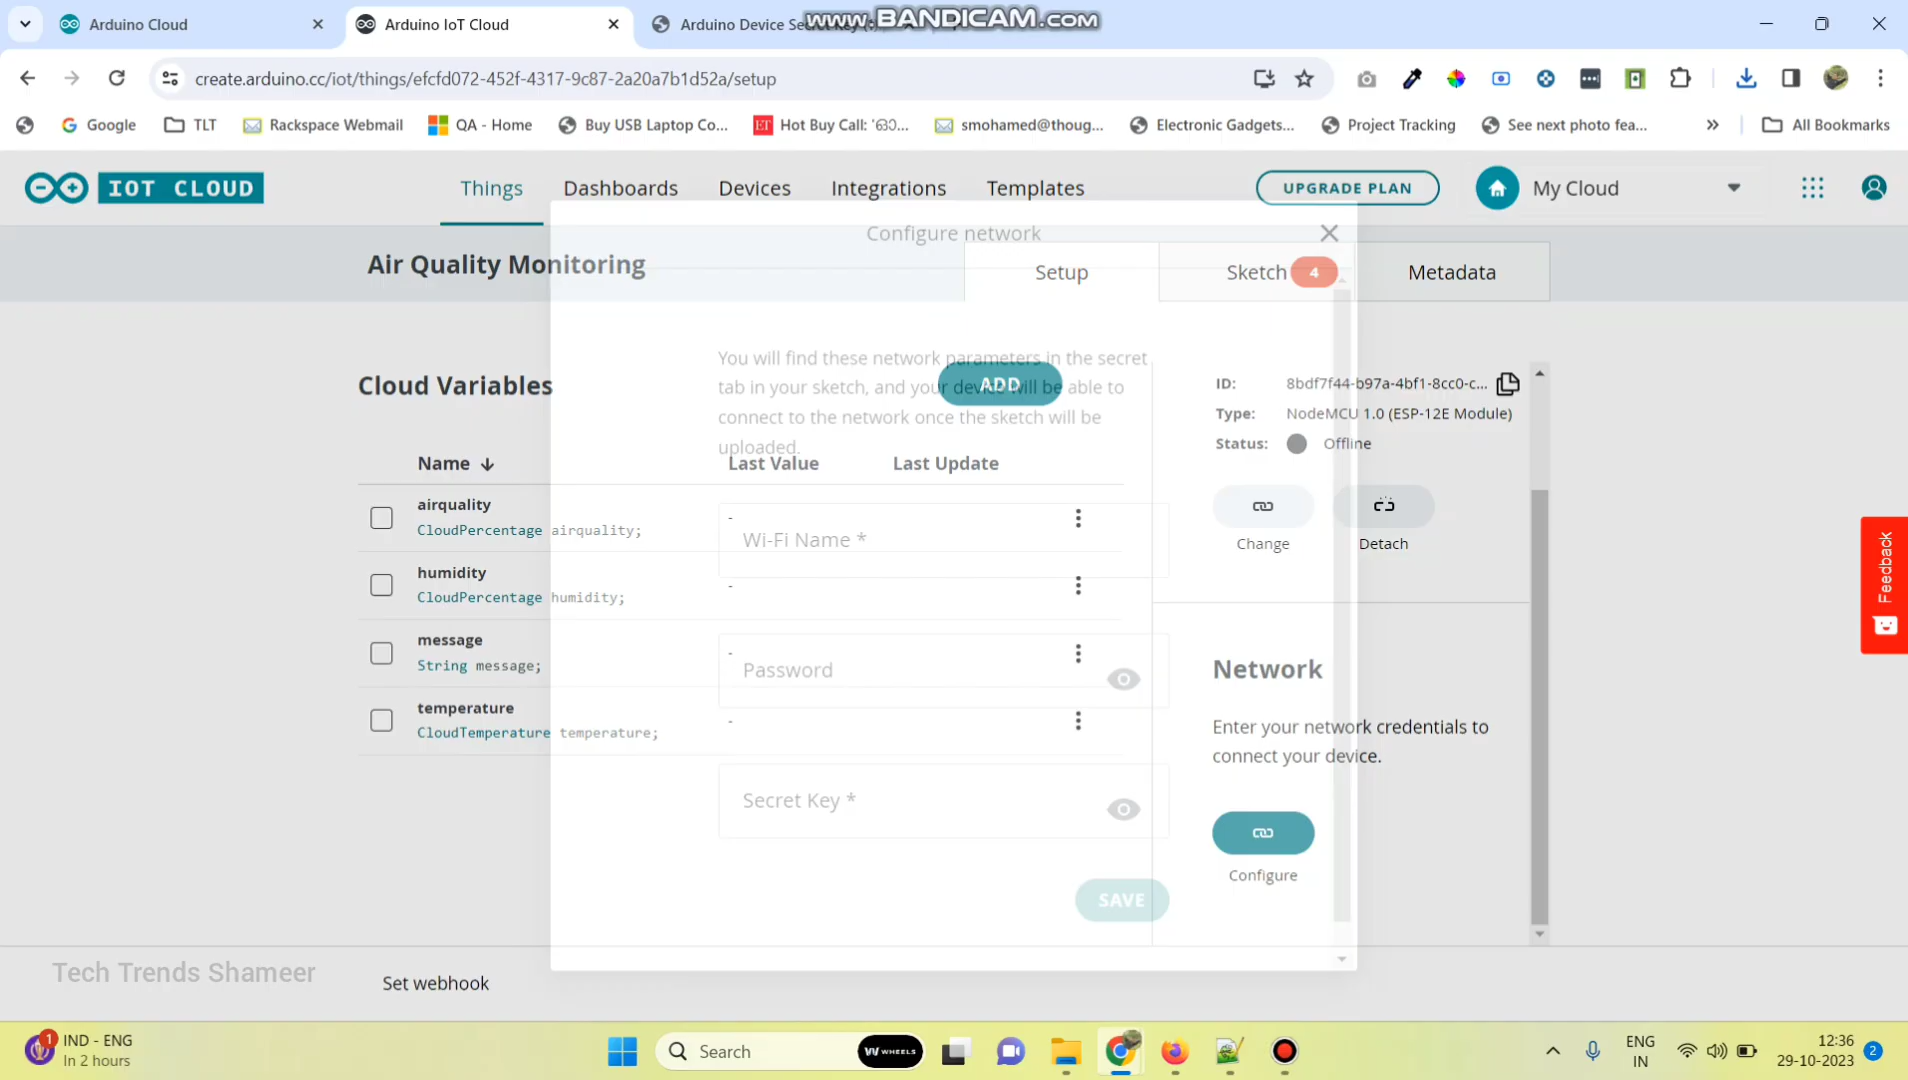 Arduino Cloud
Arduino IoT Cloud
Arduino Device Sec
www.BANDICAM.com
create.arduino.cc/iot/things/efcfd072-452f-4317-9c87-2a20a7b1d52a/setup
Google
TLT
Rackspace Webmail
QA - Home
Buy USB Laptop Co...
ET
Hot Buy Call: 'ഓാ...
smohamed@thoug...
Electronic Gadgets...
Project Tracking
See next photo fea...
All Bookmarks
IOT CLOUD
Things
Dashboards
Devices
Integrations
Templates
UPGRADE PLAN
My Cloud
Configure network
Air Quality Monitoring
Setup
Sketch
4
Metadata
You will find these network parameters in the secret
tab in your sketch, and your device will be able to
connect to the network once the sketch will be
uploaded.
Cloud Variables
ADD
ID:
8bdf7f44-b97a-4bf1-8cc0-c...
Type:
NodeMCU 1.0 (ESP-12E Module)
Status:
Offline
Name
Last Value
Last Update
airquality
CloudPercentage airquality;
-
Wi-Fi Name *
Change
Detach
humidity
CloudPercentage humidity;
-
message
String message;
-
Password
Network
temperature
CloudTemperature temperature;
-
Enter your network credentials to
connect your device.
Secret Key *
Configure
SAVE
Feedback
Tech Trends Shameer
Set webhook
1
IND - ENG
In 2 hours
Search
WHEELS
ENG
IN
12:36
29-10-2023
2